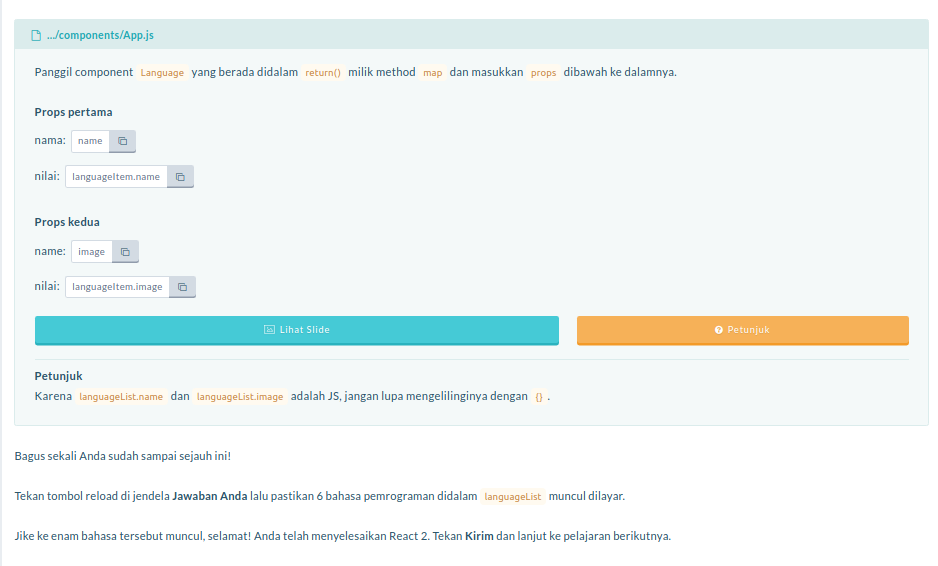 .../components/App.js
Panggil component Language yang berada didalam return() milik method map dan masukkan props dibawah ke dalamnya.
Props pertama
nama: name
nilai: languageItem.name
Props kedua
name: image
nilai: languageItem.image
Lihat Slide Petunjuk
Petunjuk
Karena languageList.name dan languageList.image adalah JS, jangan lupa mengelilinginya dengan {} .
Bagus sekali Anda sudah sampai sejauh ini!
Tekan tombol reload di jendela Jawaban Anda lalu pastikan 6 bahasa pemrograman didalam languageList muncul dilayar.
Jike ke enam bahasa tersebut muncul, selamat! Anda telah menyelesaikan React 2. Tekan Kirim dan lanjut ke pelajaran berikutnya.